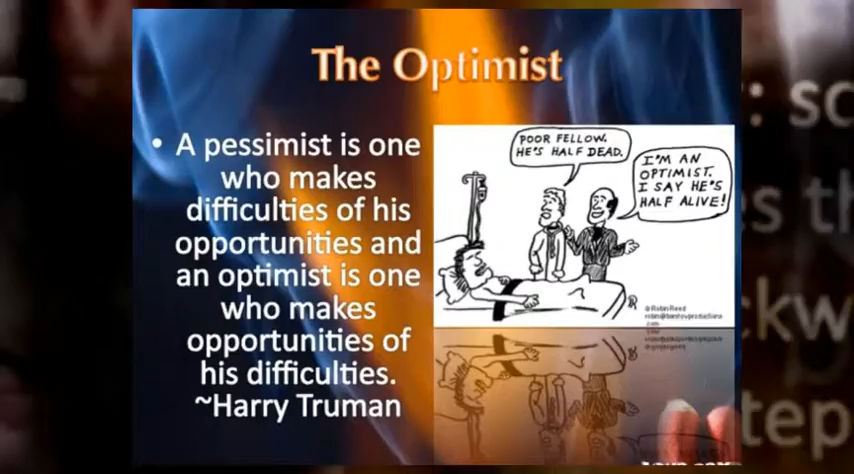 The Optimist
• A pessimist is one
who makes
difficulties of his
opportunities and
an optimist is one
who makes
opportunities of
his difficulties.
~Harry Truman
POOR FELLOW.
HE'S HALF DEAD.
I'M AN
OPTIMIST.
I SAY HE'S
HALF ALIVE!
© Robin Reed
: sc
s th
ckw
tep